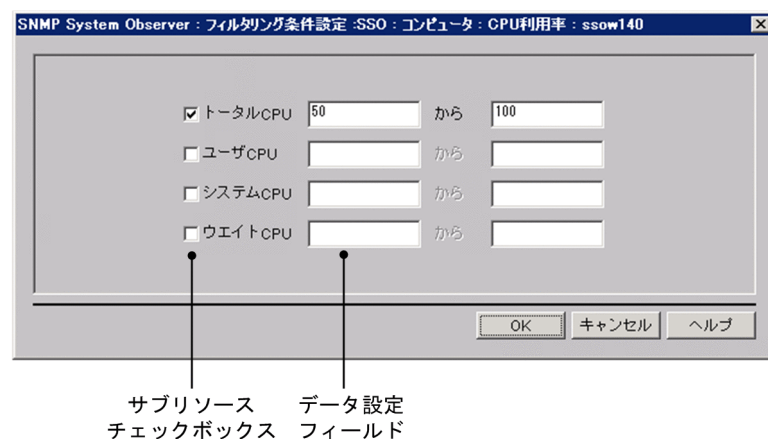 SNMP System Observer : フィルタリング条件設定 :SSO : コンピュータ : CPU利用率 : ssow140
トータルCPU 50 から 100
ユーザCPU から
システムCPU から
ウエイトCPU から
OK キャンセル ヘルプ
サブリソース データ設定
チェックボックス フィールド